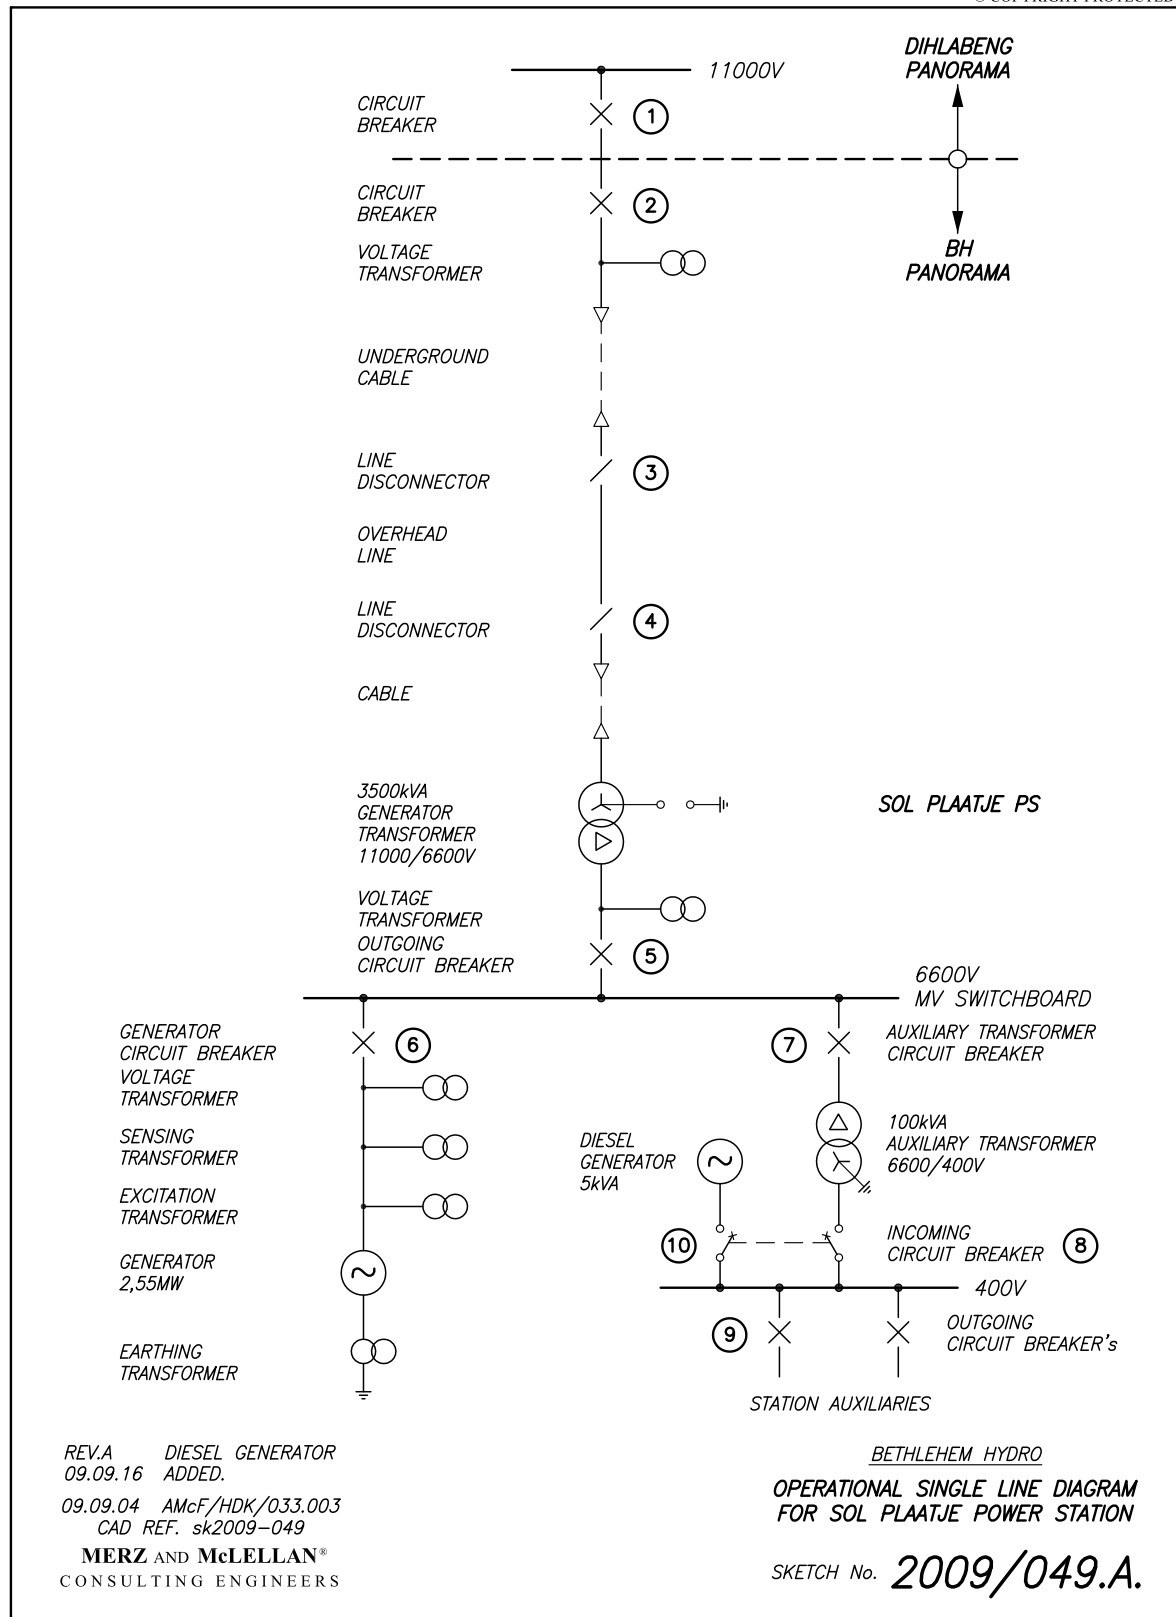 © COPYRIGHT PROTECTED
DIHLABENG
PANORAMA
11000V
CIRCUIT
BREAKER
1
CIRCUIT
BREAKER
2
BH
PANORAMA
VOLTAGE
TRANSFORMER
UNDERGROUND
CABLE
LINE
DISCONNECTOR
3
OVERHEAD
LINE
LINE
DISCONNECTOR
4
CABLE
3500kVA
GENERATOR
TRANSFORMER
11000/6600V
SOL PLAATJE PS
VOLTAGE
TRANSFORMER
OUTGOING
CIRCUIT BREAKER
5
6600V
MV SWITCHBOARD
GENERATOR
CIRCUIT BREAKER
6
7
AUXILIARY TRANSFORMER
CIRCUIT BREAKER
VOLTAGE
TRANSFORMER
SENSING
TRANSFORMER
DIESEL
GENERATOR
5kVA
100kVA
AUXILIARY TRANSFORMER
6600/400V
EXCITATION
TRANSFORMER
10
INCOMING
CIRCUIT BREAKER
8
GENERATOR
2,55MW
400V
9
OUTGOING
CIRCUIT BREAKER's
EARTHING
TRANSFORMER
STATION AUXILIARIES
REV.A DIESEL GENERATOR
09.09.16 ADDED.
09.09.04 AMcF/HDK/033.003
CAD REF. sk2009-049
MERZ AND McLELLAN®
CONSULTING ENGINEERS
BETHLEHEM HYDRO
OPERATIONAL SINGLE LINE DIAGRAM
FOR SOL PLAATJE POWER STATION
SKETCH No. 2009/049.A.